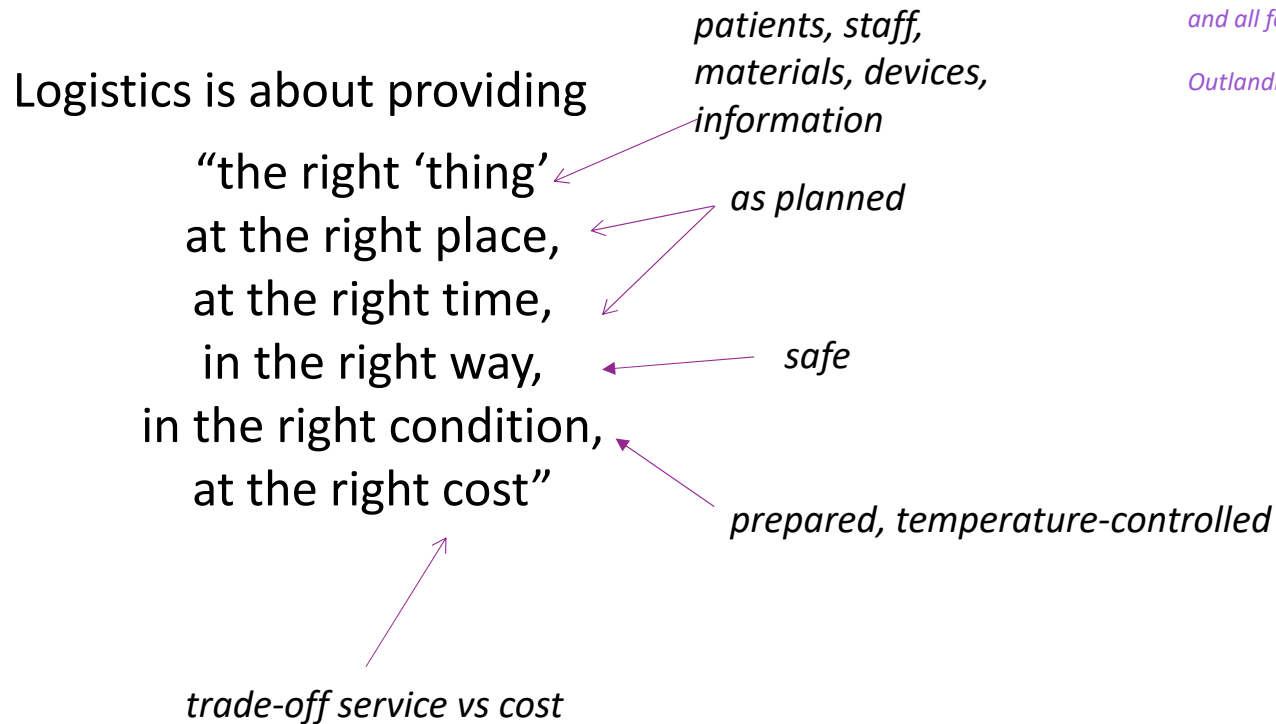 Logistics is about providing
“the right ‘thing’
at the right place,
at the right time,
in the right way,
in the right condition,
at the right cost”
patients, staff,
materials, devices,
information
as planned
safe
prepared, temperature-controlled
trade-off service vs cost
and all